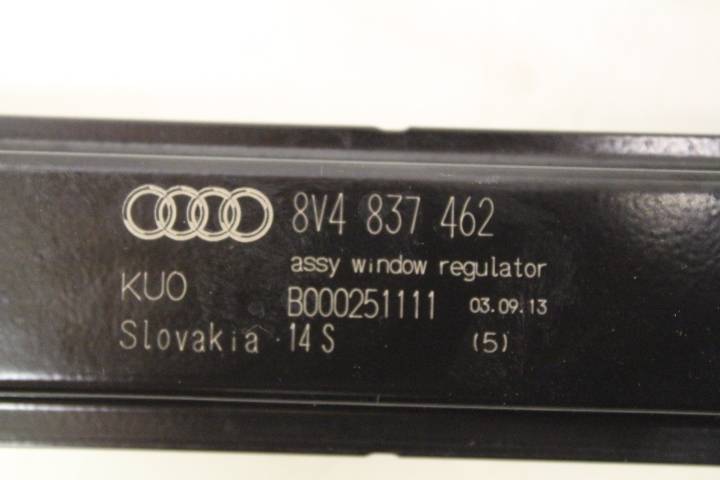 8V4 837 462
assy window regulator
KUO B000251111 03.09.13
Slovakia 14 S (5)